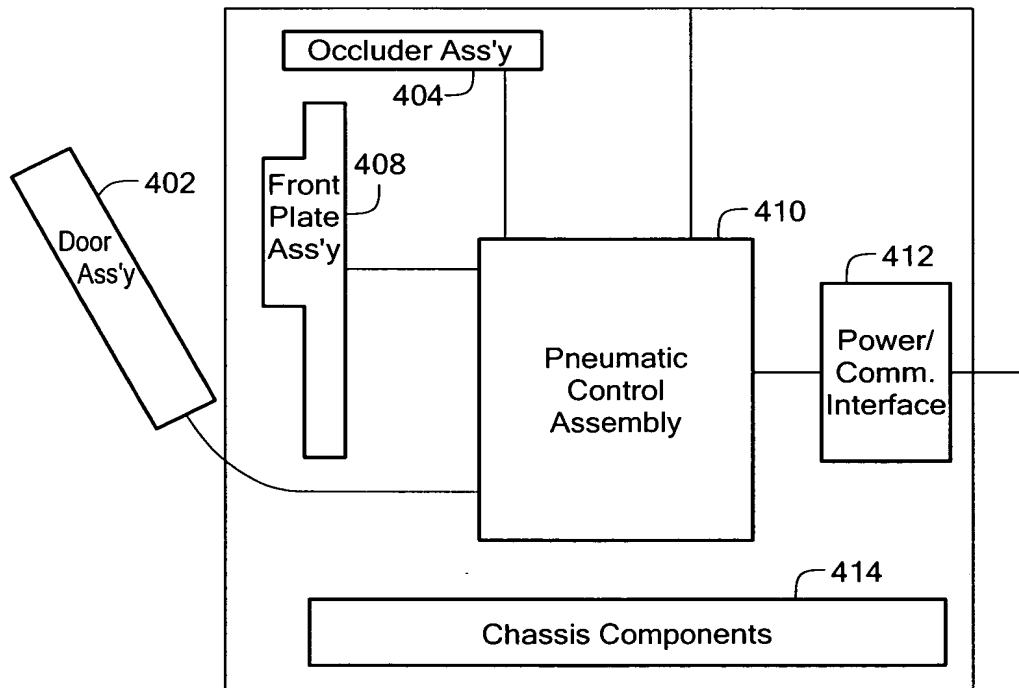 Occluder Ass'y
404
402
408
Front
Plate
Ass'y
Door
Ass'y
410
412
Pneumatic
Control
Assembly
Power/
Comm.
Interface
414
Chassis Components